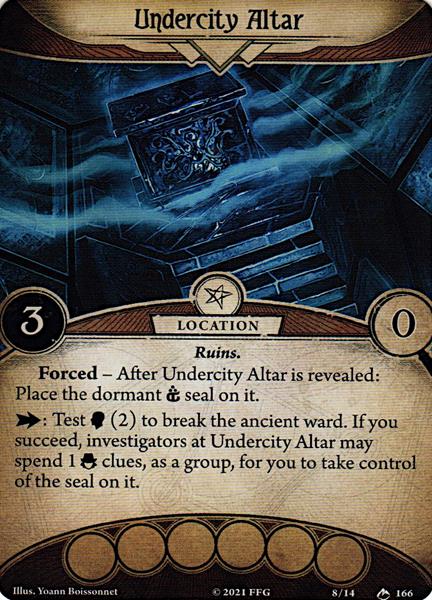 Undercity Altar
3
LOCATION
0
Ruins.
Forced – After Undercity Altar is revealed:
Place the dormant seal on it.
: Test (2) to break the ancient ward. If you
succeed, investigators at Undercity Altar may
spend 1 clues, as a group, for you to take control
of the seal on it.
Illus. Yoann Boissonnet
© 2021 FFG
8/14
166